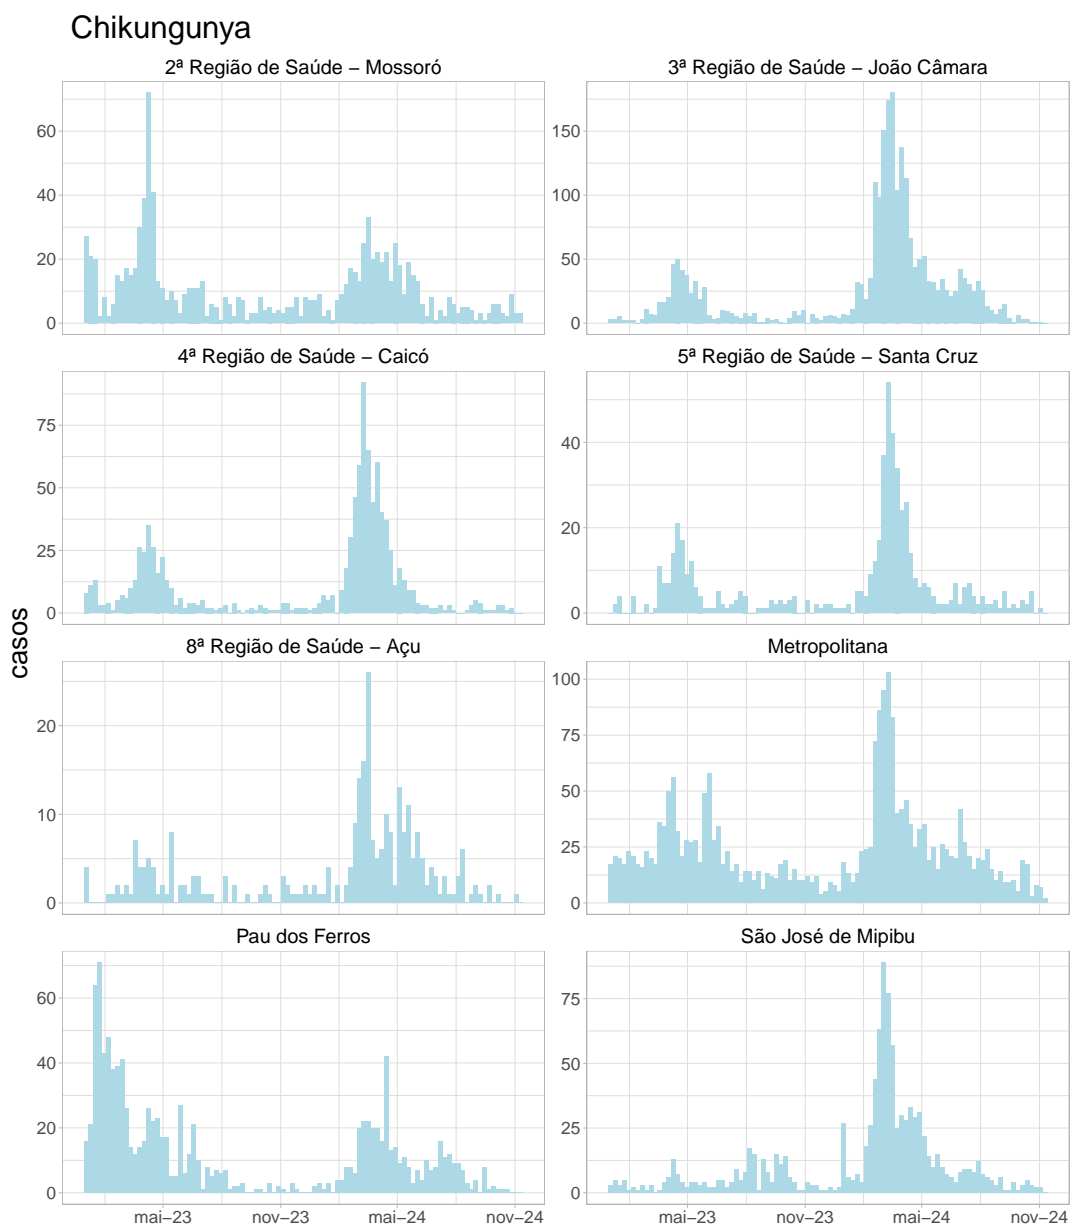 Chikungunya
2ª Região de Saúde − Mossoró
3ª Região de Saúde − João Câmara
60
40
20
0
150
100
50
0
4ª Região de Saúde − Caicó
5ª Região de Saúde − Santa Cruz
75
50
25
0
40
20
0
casos
8ª Região de Saúde − Açu
Metropolitana
20
10
0
100
75
50
25
0
Pau dos Ferros
São José de Mipibu
60
40
20
0
75
50
25
0
mai−23 nov−23 mai−24 nov−24
mai−23 nov−23 mai−24 nov−24